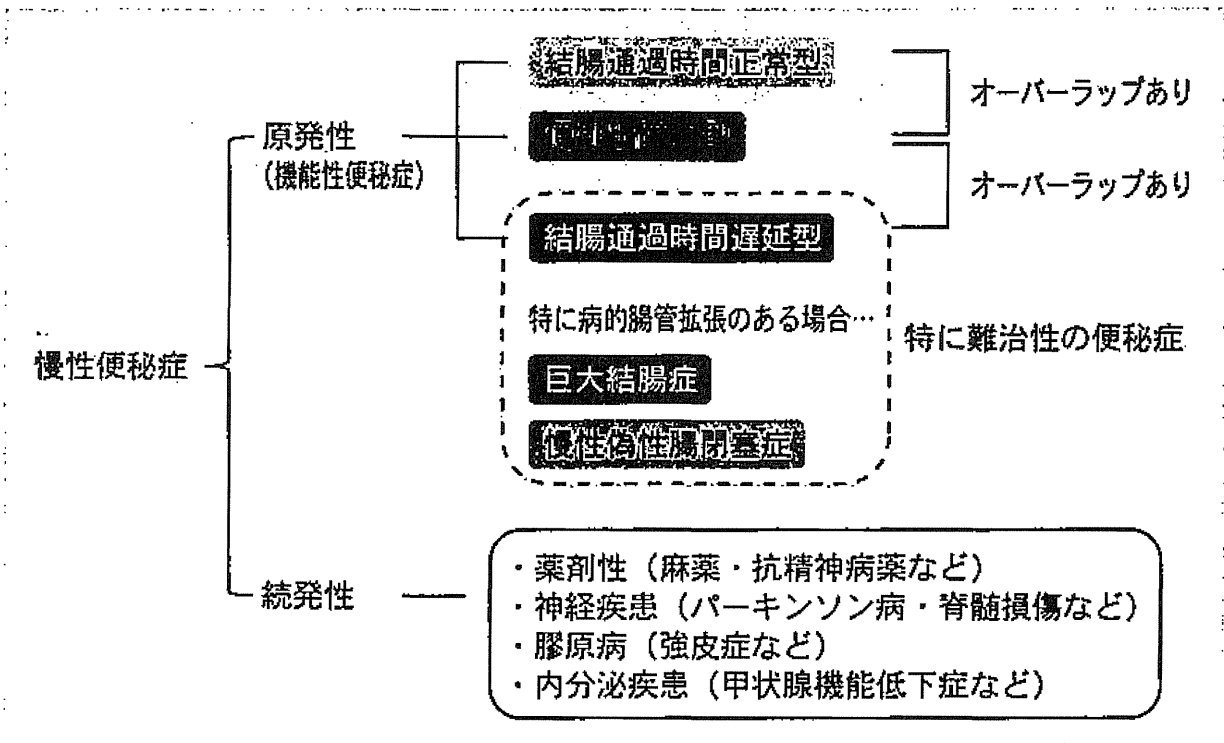 結腸通過時間正常型
オーバーラップあり
原発性
(機能性便秘症)
オーバーラップあり
結腸通過時間遅延型
特に病的腸管拡張のある場合…
特に難治性の便秘症
慢性便秘症
巨大結腸症
慢性偽性腸閉塞症
続発性
・薬剤性(麻薬・抗精神病薬など)
・神経疾患(パーキンソン病・脊髄損傷など)
・膠原病(強皮症など)
・内分泌疾患(甲状腺機能低下症など)